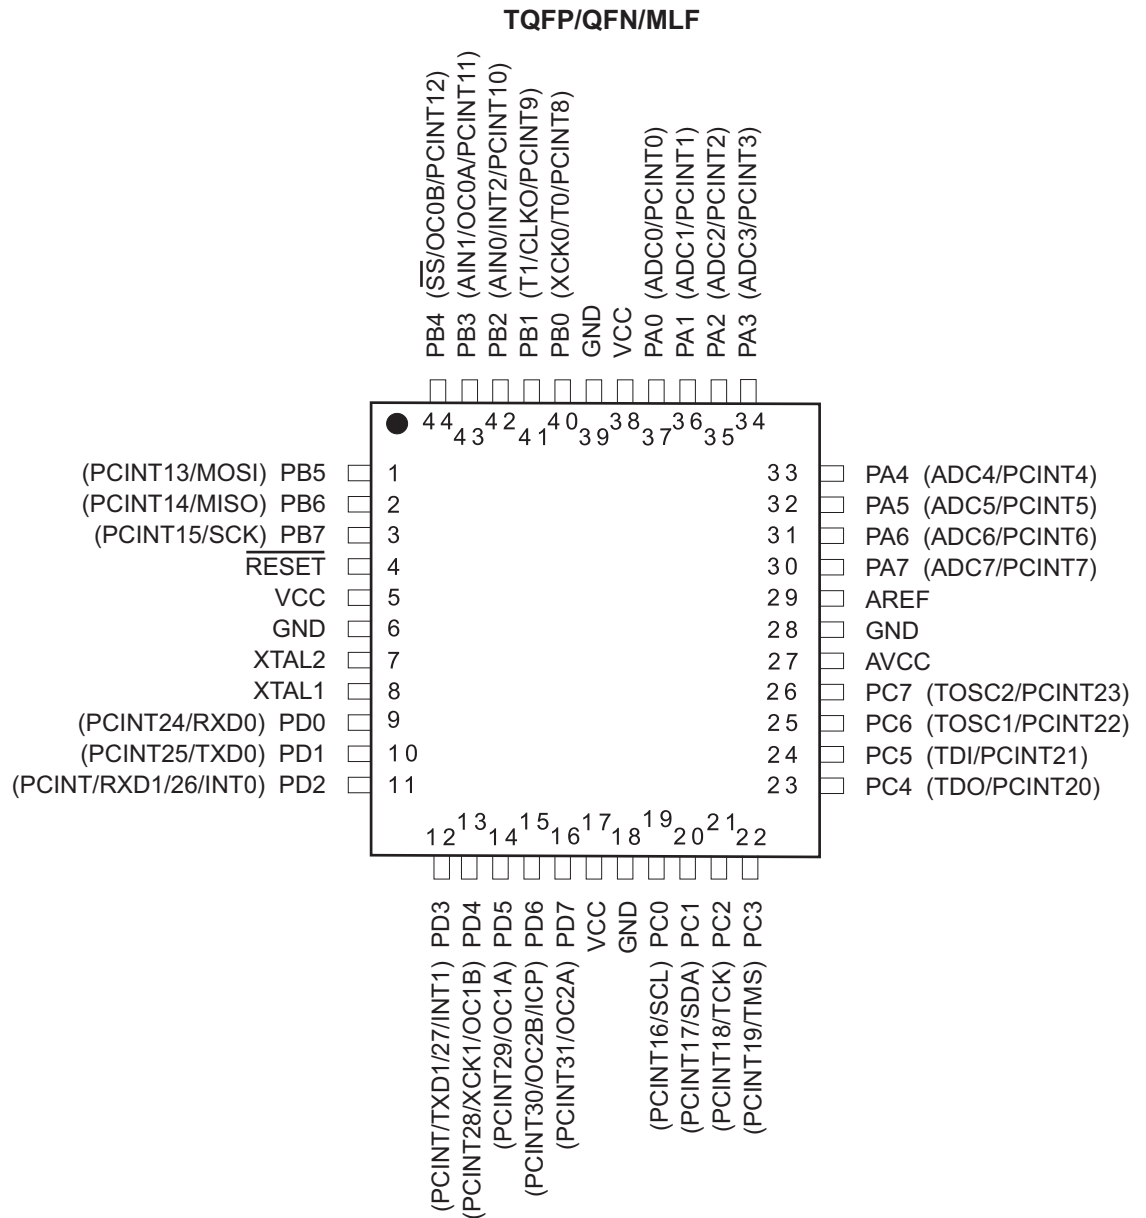 TQFP/QFN/MLF
PB4 (SS/OC0B/PCINT12)
PB3 (AIN1/OC0A/PCINT11)
PB2 (AIN0/INT2/PCINT10)
PB1 (T1/CLKO/PCINT9)
PB0 (XCK0/T0/PCINT8)
GND
VCC
PA0 (ADC0/PCINT0)
PA1 (ADC1/PCINT1)
PA2 (ADC2/PCINT2)
PA3 (ADC3/PCINT3)
44 43 42 41 40 39 38 37 36 35 34
(PCINT13/MOSI) PB5 1
(PCINT14/MISO) PB6 2
(PCINT15/SCK) PB7 3
RESET 4
VCC 5
GND 6
XTAL2 7
XTAL1 8
(PCINT24/RXD0) PD0 9
(PCINT25/TXD0) PD1 10
(PCINT/RXD1/26/INT0) PD2 11
33 PA4 (ADC4/PCINT4)
32 PA5 (ADC5/PCINT5)
31 PA6 (ADC6/PCINT6)
30 PA7 (ADC7/PCINT7)
29 AREF
28 GND
27 AVCC
26 PC7 (TOSC2/PCINT23)
25 PC6 (TOSC1/PCINT22)
24 PC5 (TDI/PCINT21)
23 PC4 (TDO/PCINT20)
12 13 14 15 16 17 18 19 20 21 22
(PCINT/TXD1/27/INT1) PD3
(PCINT28/XCK1/OC1B) PD4
(PCINT29/OC1A) PD5
(PCINT30/OC2B/ICP) PD6
(PCINT31/OC2A) PD7
VCC
GND
(PCINT16/SCL) PC0
(PCINT17/SDA) PC1
(PCINT18/TCK) PC2
(PCINT19/TMS) PC3